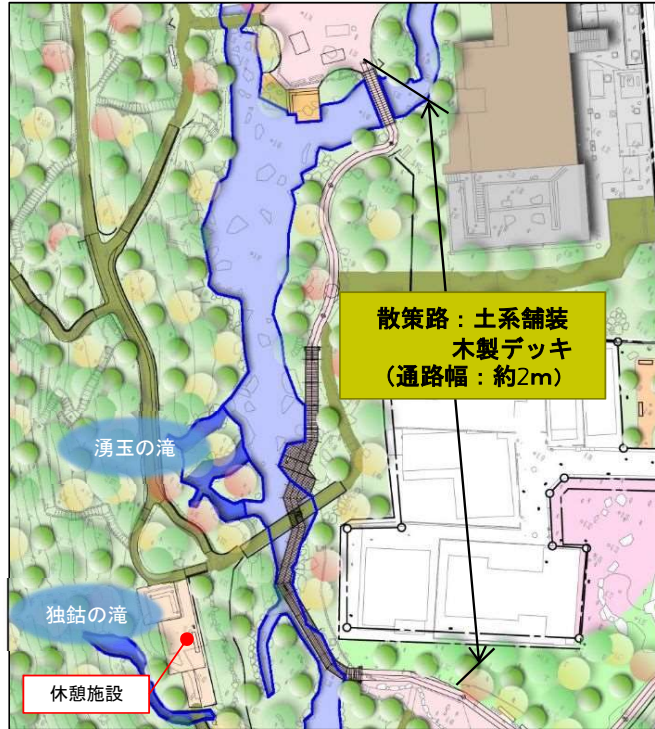 散策路：土系舗装
木製デッキ
（通路幅：約2m）
湧玉の滝
独鈷の滝
休憩施設